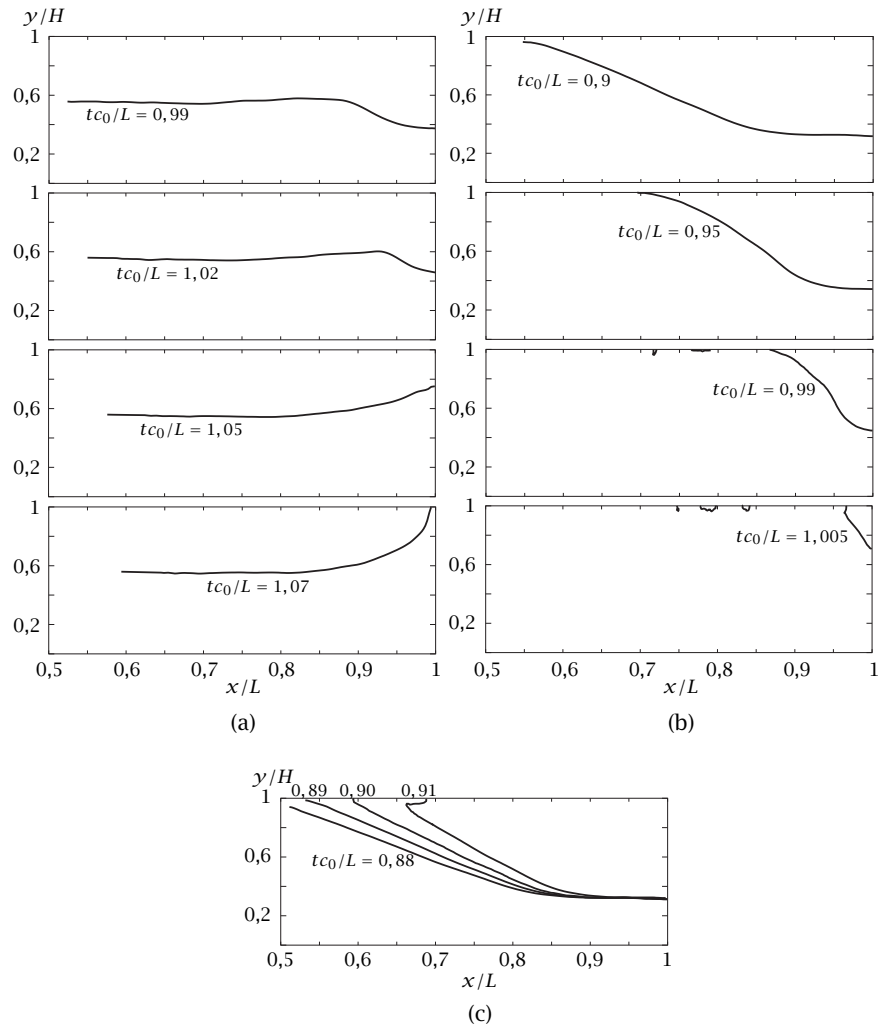 y/H
1
0,6
0,2
tc₀/L = 0,99
1
0,6
0,2
tc₀/L = 1,02
1
0,6
0,2
tc₀/L = 1,05
1
0,6
0,2
tc₀/L = 1,07
0,5 0,6 0,7 0,8 0,9 1
x/L
(a)
y/H
1
0,6
0,2
tc₀/L = 0,9
1
0,6
0,2
tc₀/L = 0,95
1
0,6
0,2
tc₀/L = 0,99
1
0,6
0,2
tc₀/L = 1,005
0,5 0,6 0,7 0,8 0,9 1
x/L
(b)
y/H
0,89 0,90 0,91
1
0,6
0,2
tc₀/L = 0,88
0,5 0,6 0,7 0,8 0,9 1
x/L
(c)